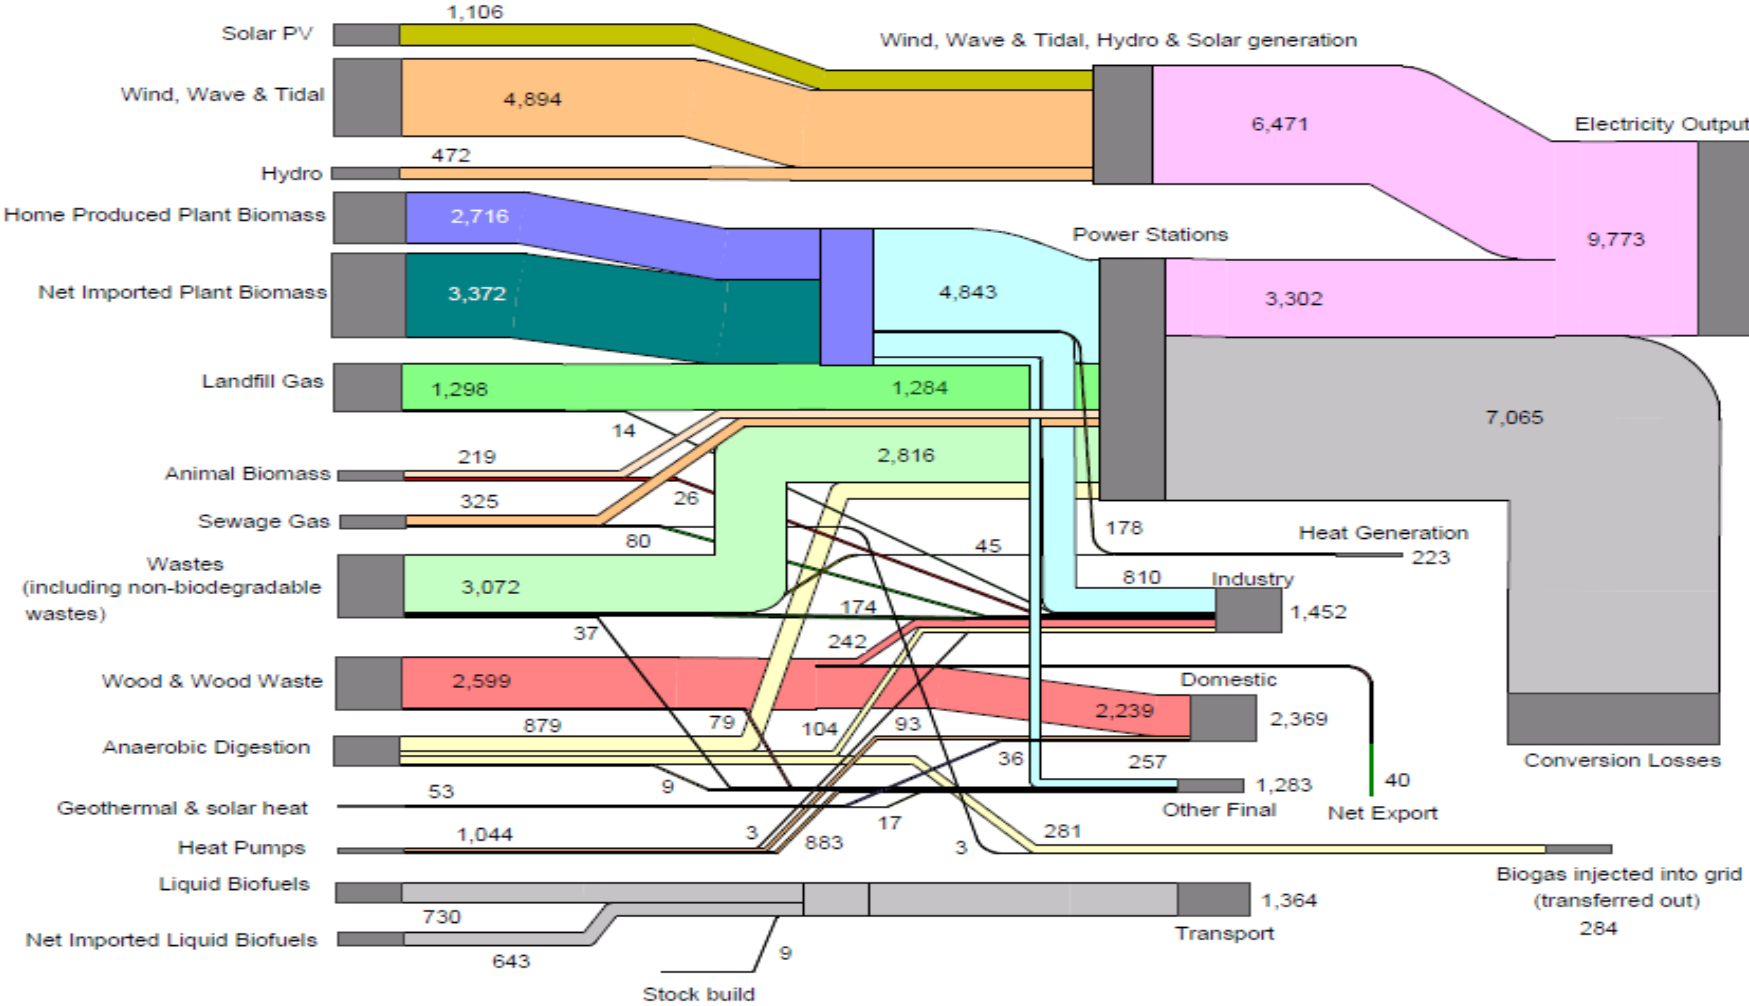 1,106
Solar PV
Wind, Wave & Tidal, Hydro & Solar generation
Wind, Wave & Tidal
4,894
6,471
Electricity Output
472
Hydro
Home Produced Plant Biomass
2,716
Power Stations
9,773
Net Imported Plant Biomass
3,372
4,843
3,302
Landfill Gas
1,298
1,284
7,065
14
219
2,816
Animal Biomass
26
325
Sewage Gas
80
45
178
Heat Generation
223
Wastes
(including non-biodegradable
wastes)
3,072
174
810
Industry
1,452
37
242
Wood & Wood Waste
2,599
Domestic
2,239
2,369
879
79
104
93
Anaerobic Digestion
36
257
Conversion Losses
9
1,283
40
53
Geothermal & solar heat
17
Other Final
Net Export
1,044
Heat Pumps
3
883
3
281
Liquid Biofuels
Biogas injected into grid
(transferred out)
284
730
1,364
Net Imported Liquid Biofuels
643
Transport
9
Stock build